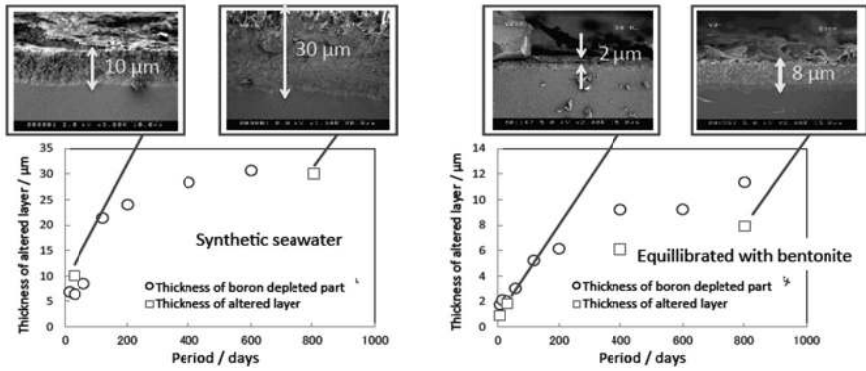 10 μm
30 μm
2 μm
8 μm
Thickness of altered layer / μm
35
30
25
20
15
10
5
0
Synthetic seawater
Thickness of boron depleted part
Thickness of altered layer
0
200
400
600
800
1000
Period / days
Thickness of altered layer / μm
14
12
10
8
6
4
2
0
Equillibrated with bentonite
Thickness of boron depleted part
Thickness of altered layer
0
200
400
600
800
1000
Period / days